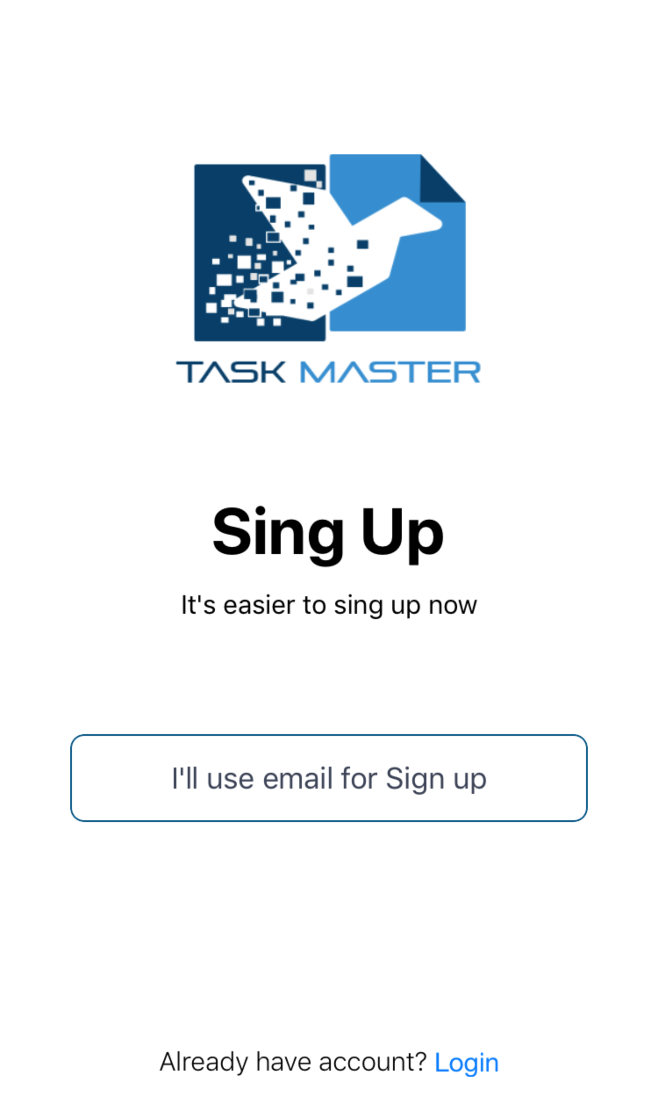 TASK MASTER
Sing Up
It's easier to sing up now
I'll use email for Sign up
Already have account? Login